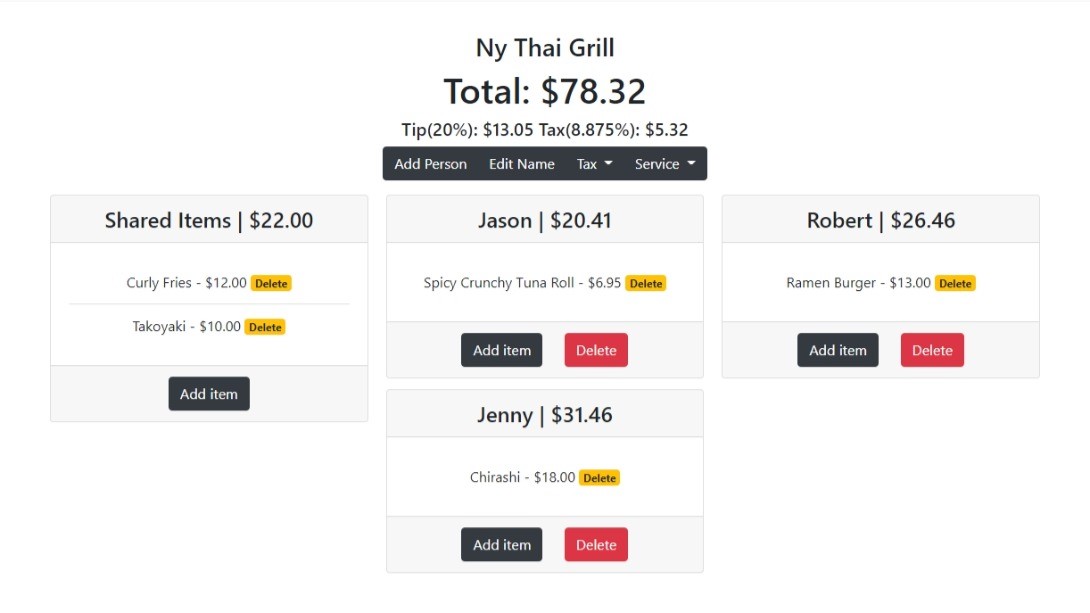 Ny Thai Grill
Total: $78.32
Tip(20%): $13.05 Tax(8.875%): $5.32
Add Person Edit Name Tax Service
Shared Items | $22.00
Curly Fries - $12.00 Delete
Takoyaki - $10.00 Delete
Add item
Jason | $20.41
Spicy Crunchy Tuna Roll - $6.95 Delete
Add item Delete
Robert | $26.46
Ramen Burger - $13.00 Delete
Add item Delete
Jenny | $31.46
Chirashi - $18.00 Delete
Add item Delete